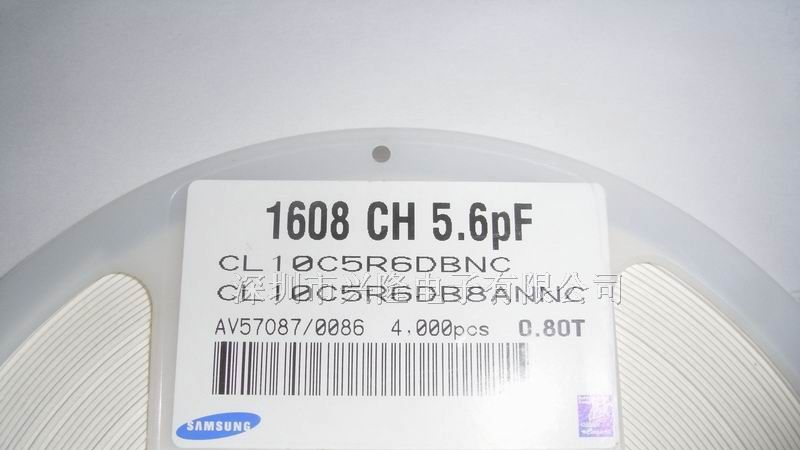 1608 CH 5.6pF
CL10C5R6DBNC
深圳市兴隆电子有限公司
CL10C5R6DB8ANNC
AV57087/0086 4,000pcs 0.80T
SAMSUNG